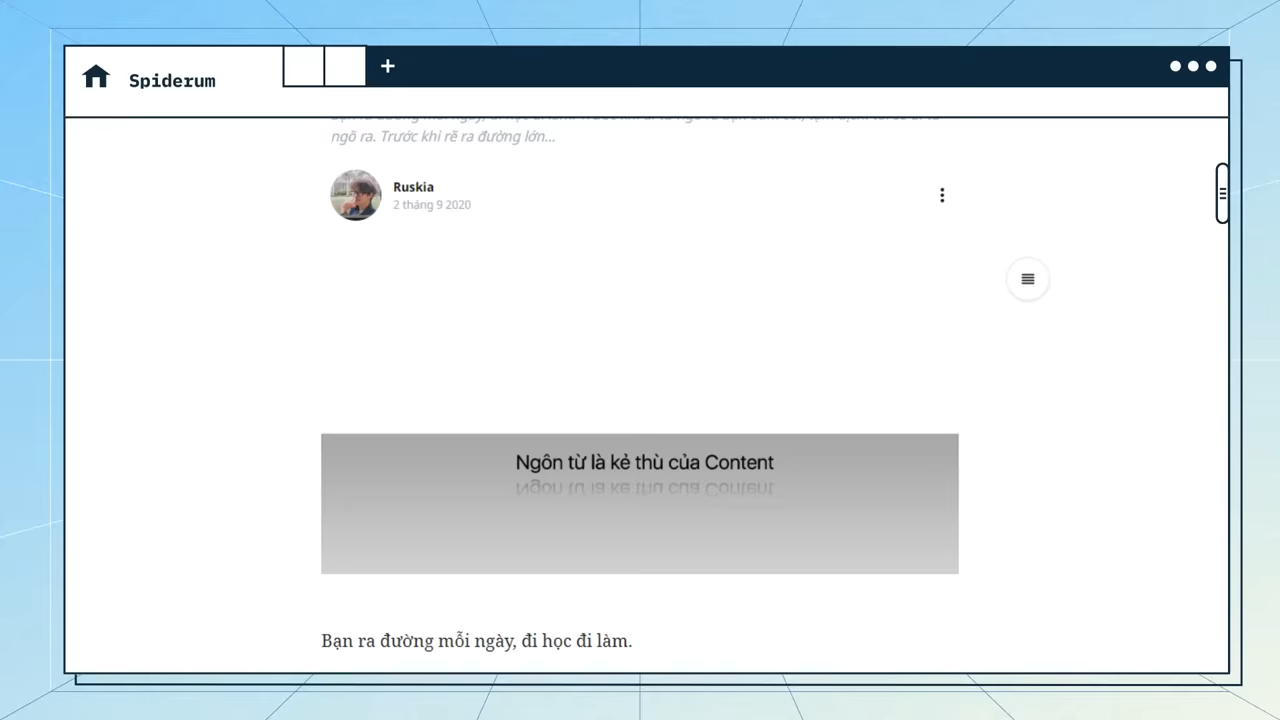 Spiderum
ngõ ra. Trước khi rẽ ra đường lớn...
Ruskia
2 tháng 9 2020
Ngôn từ là kẻ thù của Content
Bạn ra đường mỗi ngày, đi học đi làm.